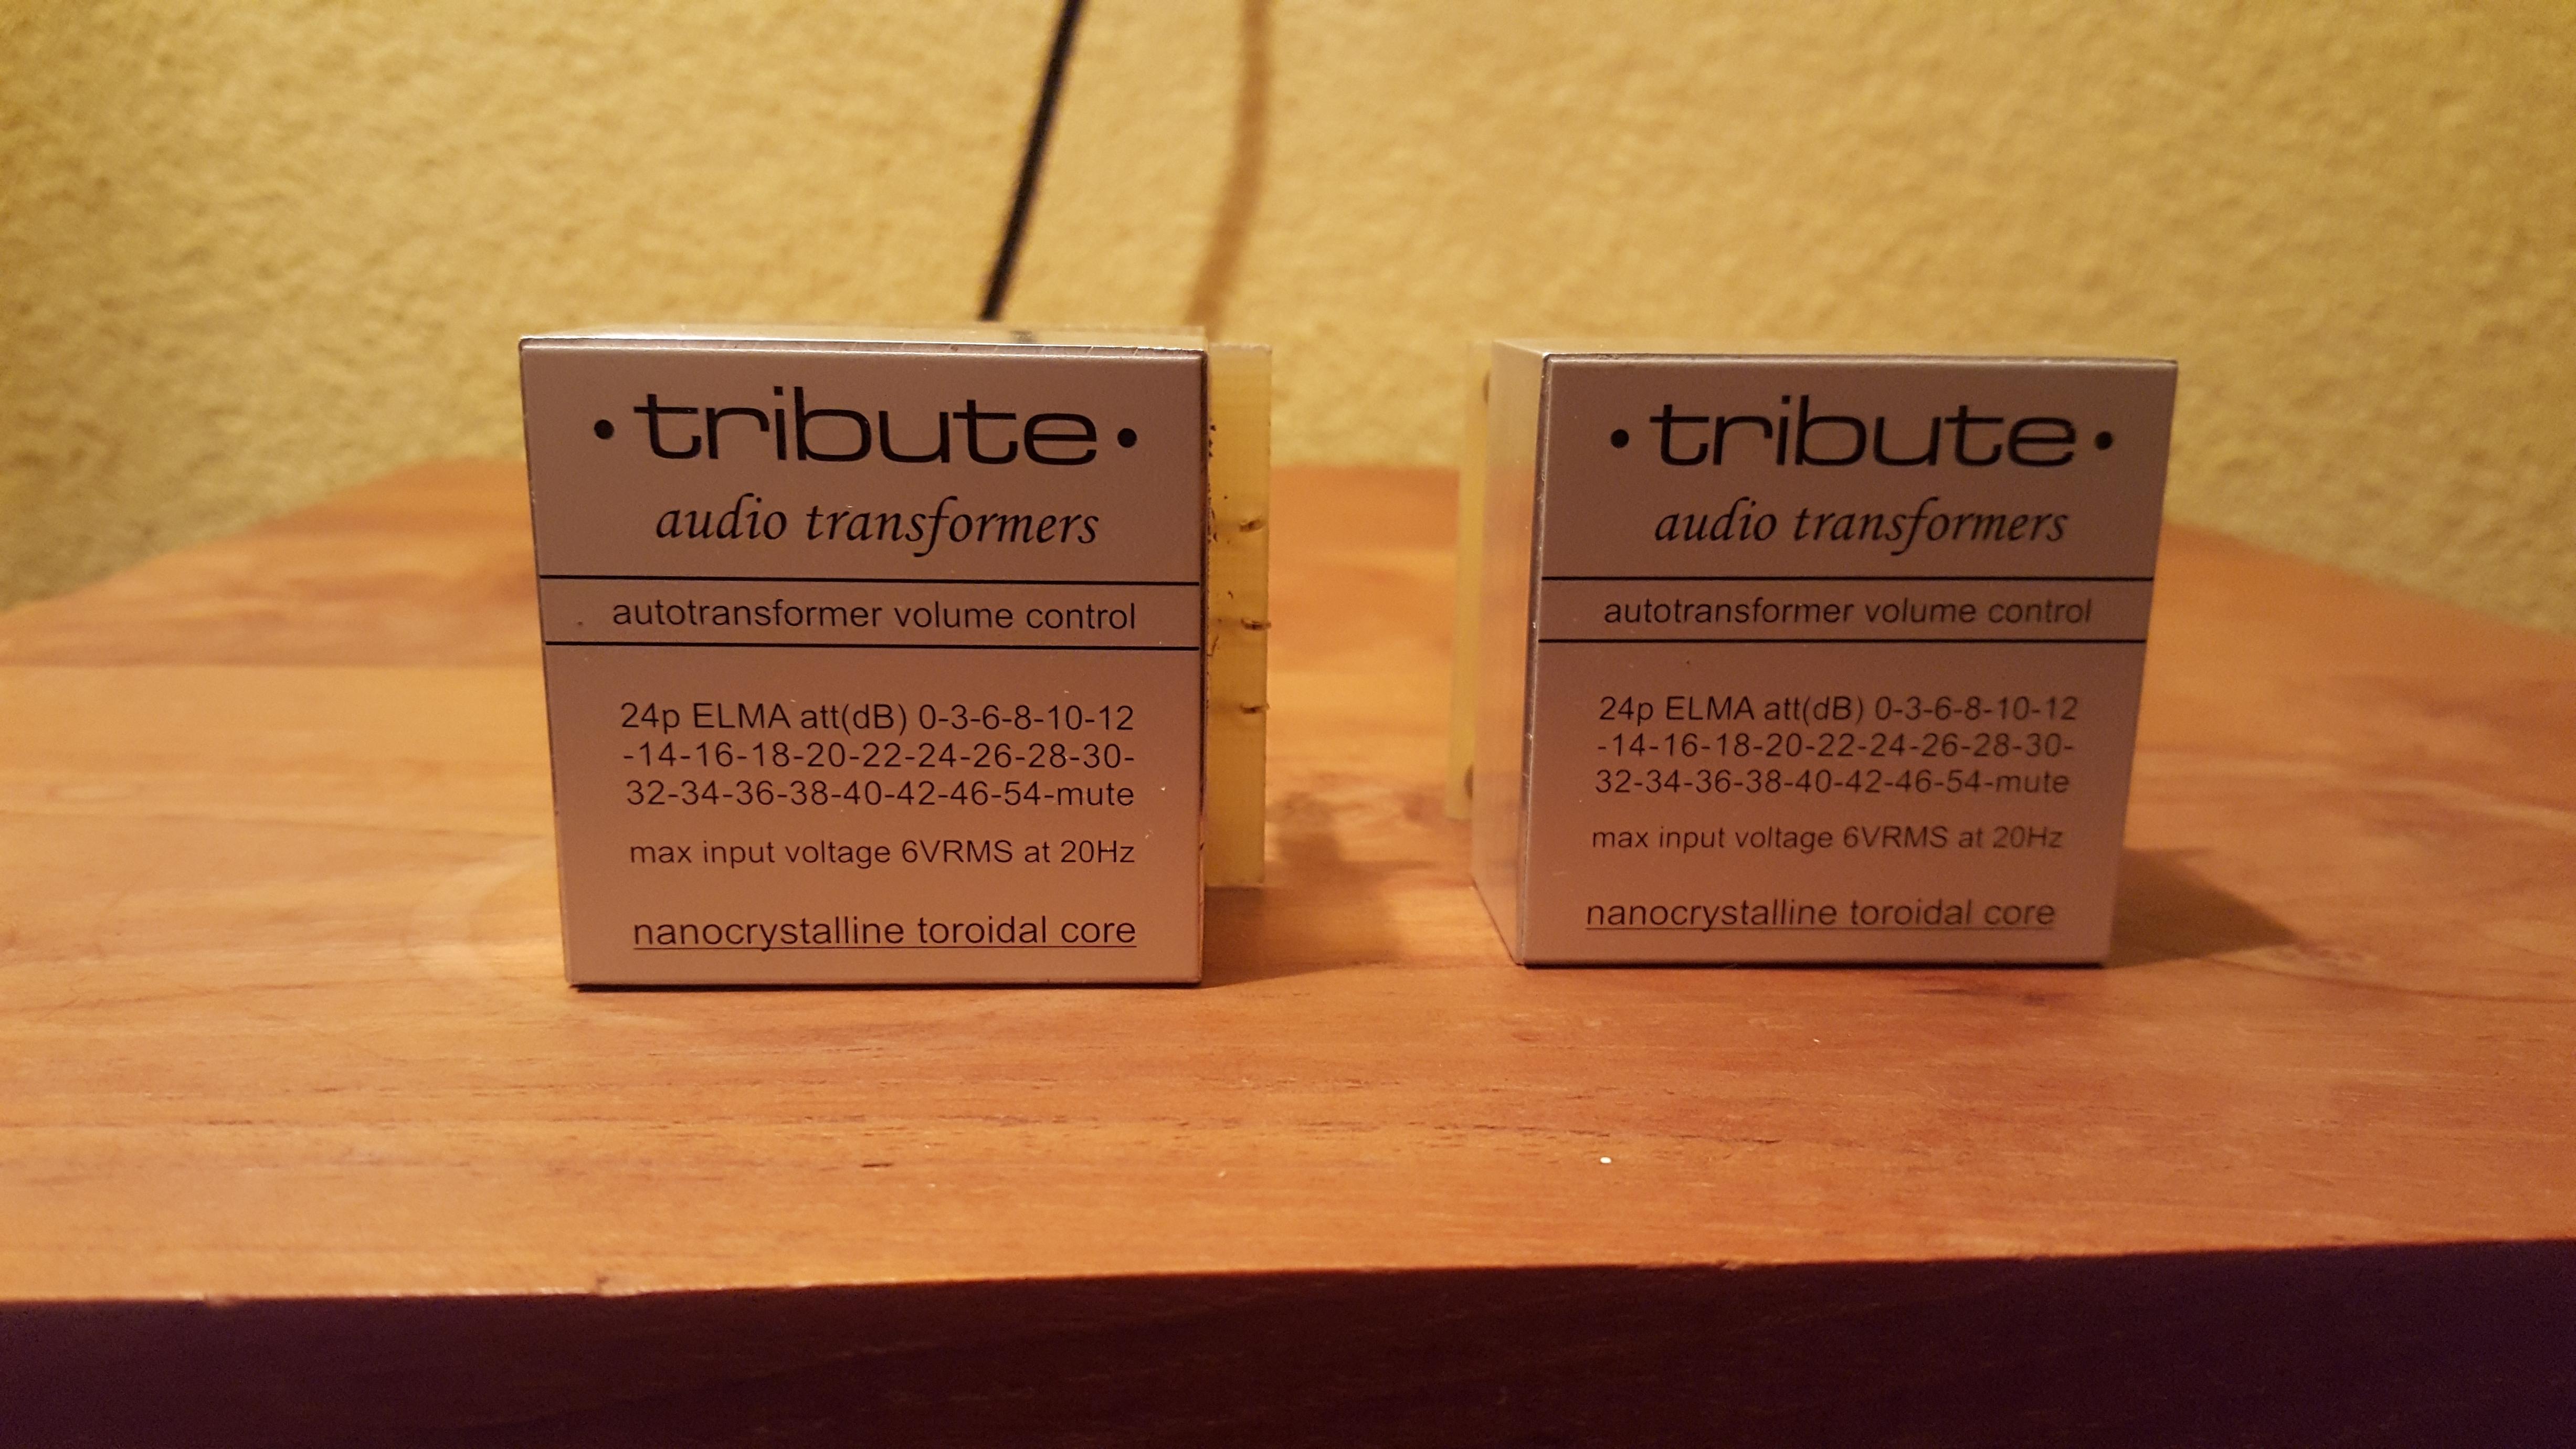 • tribute •
audio transformers
autotransformer volume control
24p ELMA att(dB) 0-3-6-8-10-12
-14-16-18-20-22-24-26-28-30-
32-34-36-38-40-42-46-54-mute
max input voltage 6VRMS at 20Hz
nanocrystalline toroidal core
• tribute •
audio transformers
autotransformer volume control
24p ELMA att(dB) 0-3-6-8-10-12
-14-16-18-20-22-24-26-28-30-
32-34-36-38-40-42-46-54-mute
max input voltage 6VRMS at 20Hz
nanocrystalline toroidal core